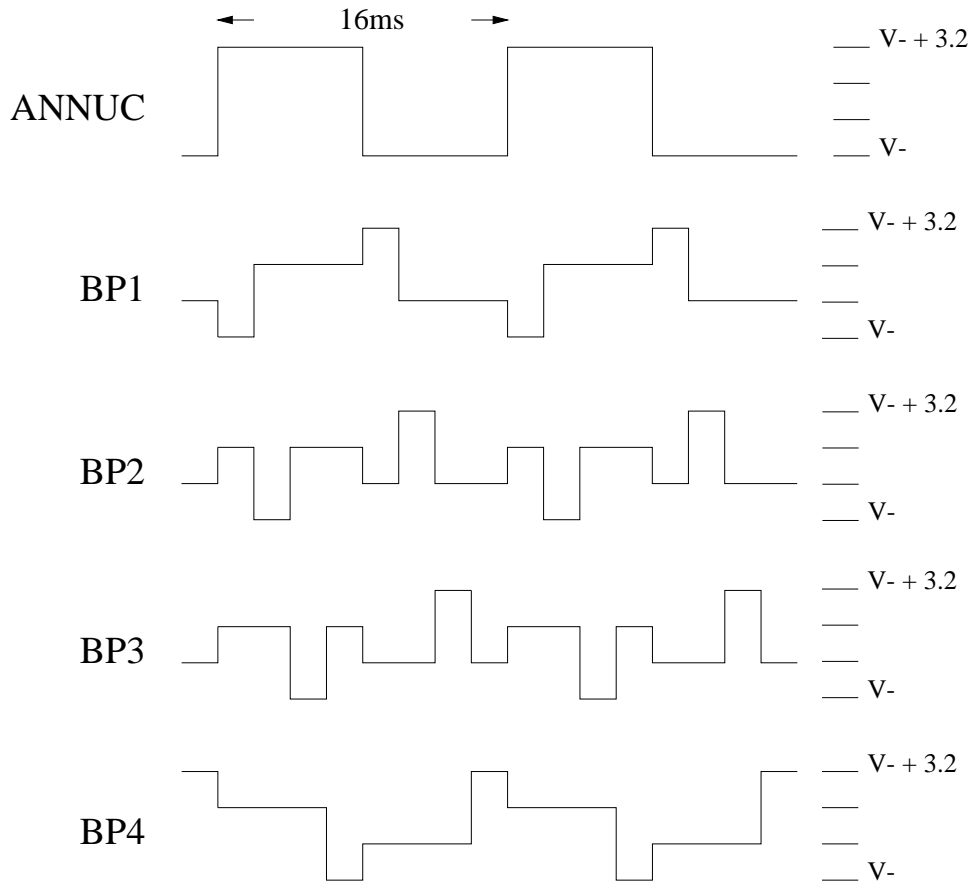 16ms
V- + 3.2
ANNUC
V-
V- + 3.2
BP1
V-
V- + 3.2
BP2
V-
V- + 3.2
BP3
V-
V- + 3.2
BP4
V-